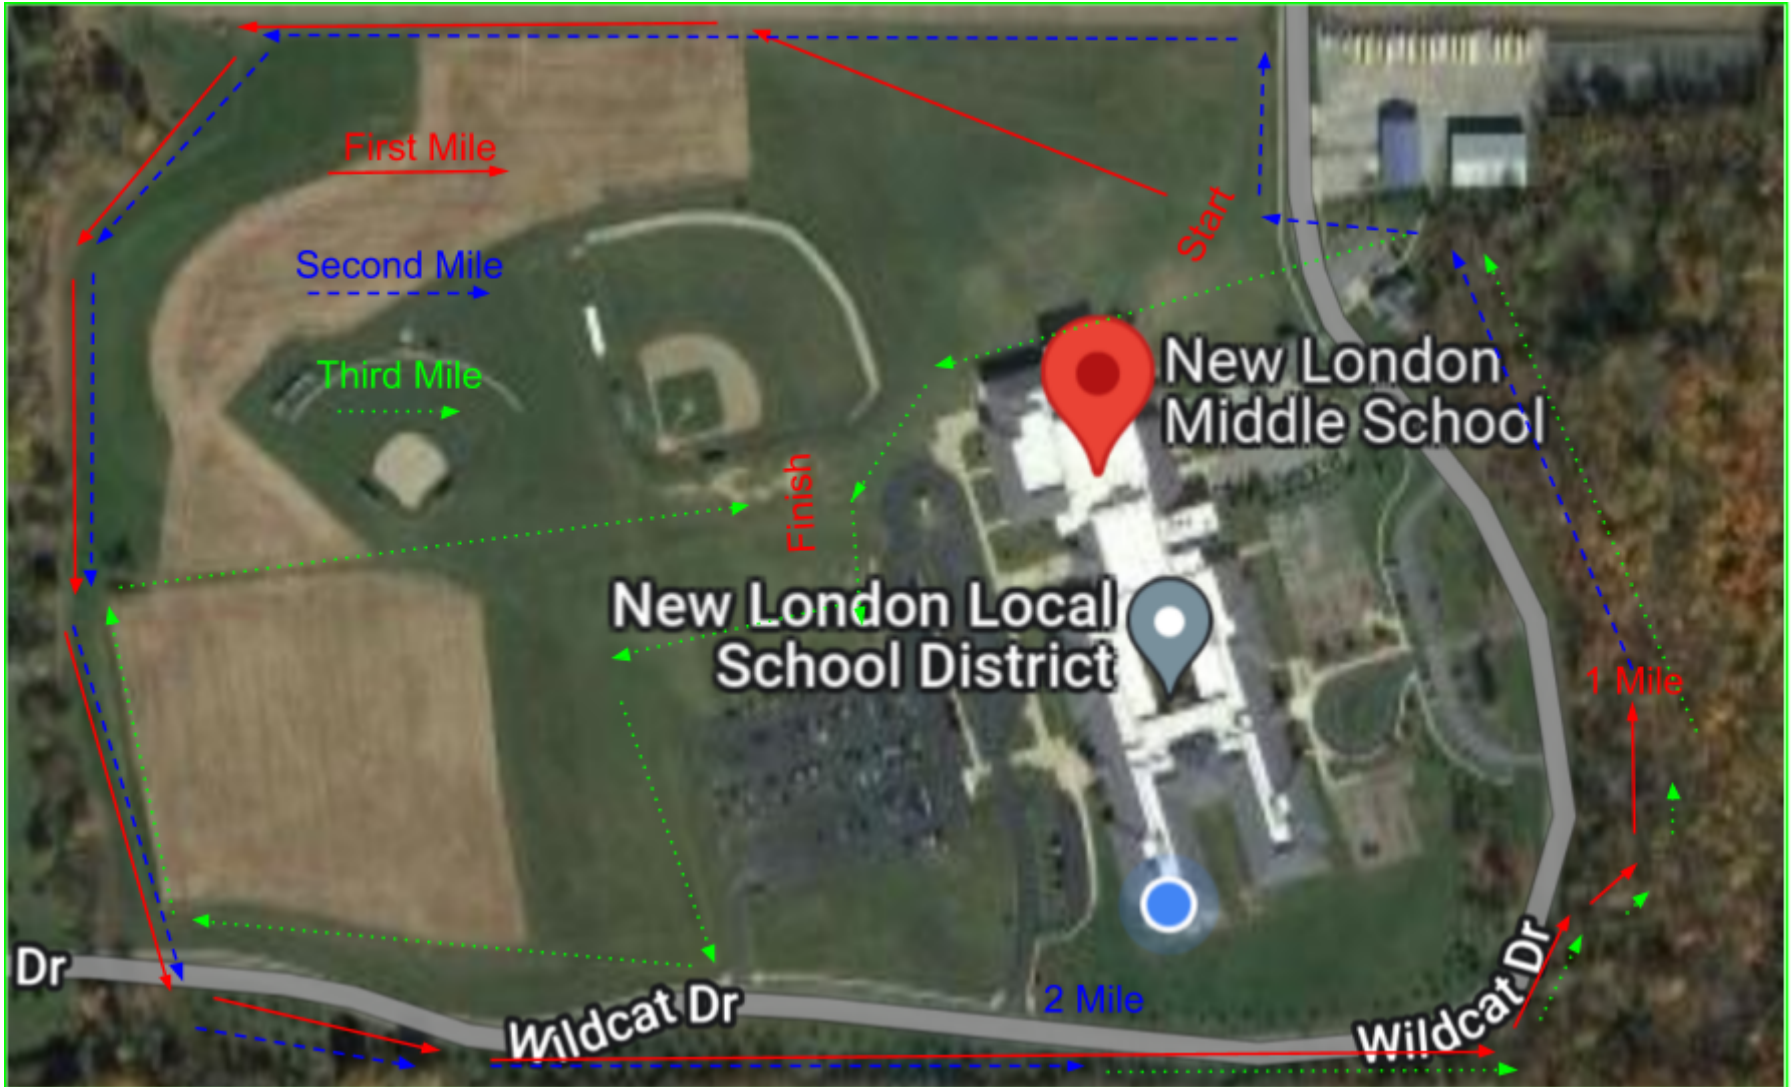 First Mile
Start
Second Mile
New London
Middle School
Third Mile
Finish
New London Local
School District
1 Mile
Dr
Wildcat Dr
2 Mile
Wildcat Dr